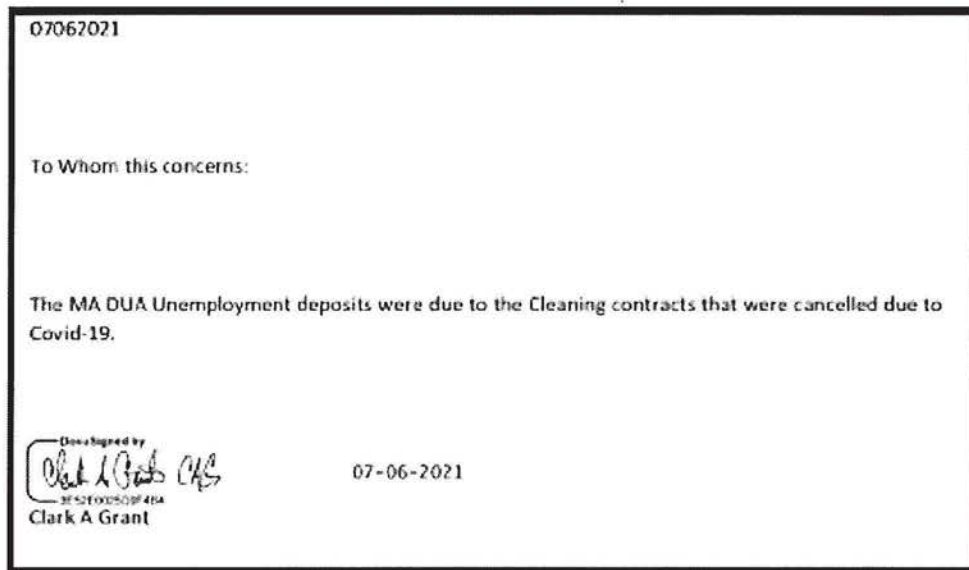 07062021
To Whom this concerns:
The MA DUA Unemployment deposits were due to the Cleaning contracts that were cancelled due to
Covid-19.
DocuSigned by
07-06-2021
Clark A Grant